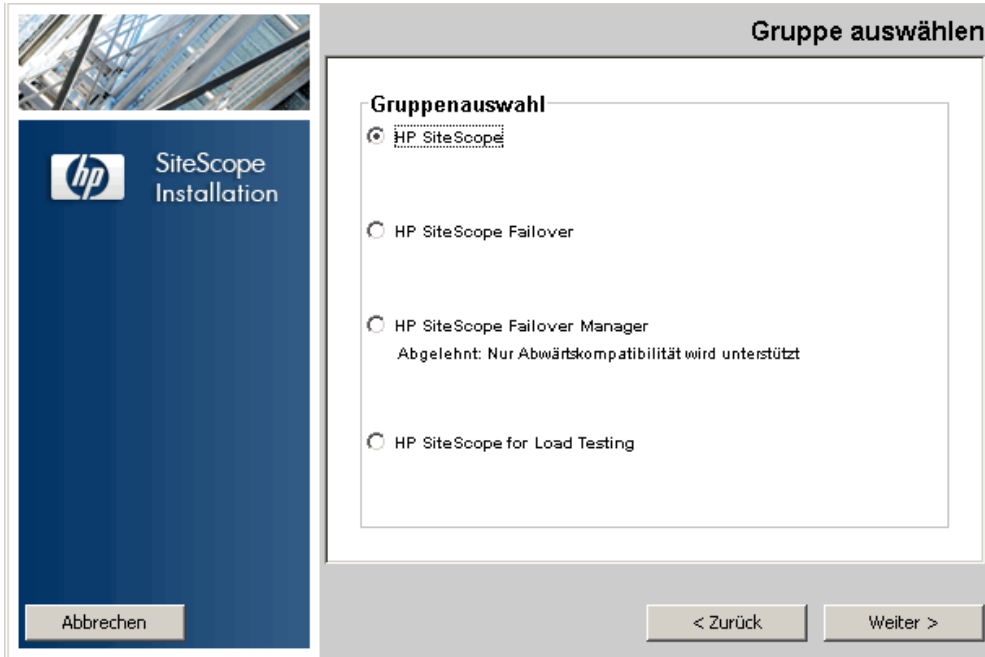 Gruppe auswählen
hp
SiteScope
Installation
Gruppenauswahl
HP SiteScope
HP SiteScope Failover
HP SiteScope Failover Manager
Abgelehnt: Nur Abwärtskompatibilität wird unterstützt
HP SiteScope for Load Testing
Abbrechen
< Zurück
Weiter >